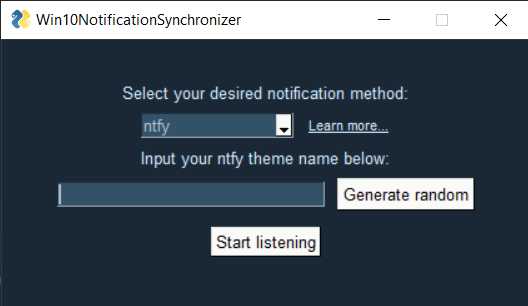 Win10NotificationSynchronizer
Select your desired notification method:
ntfy Learn more...
Input your ntfy theme name below:
Generate random
Start listening